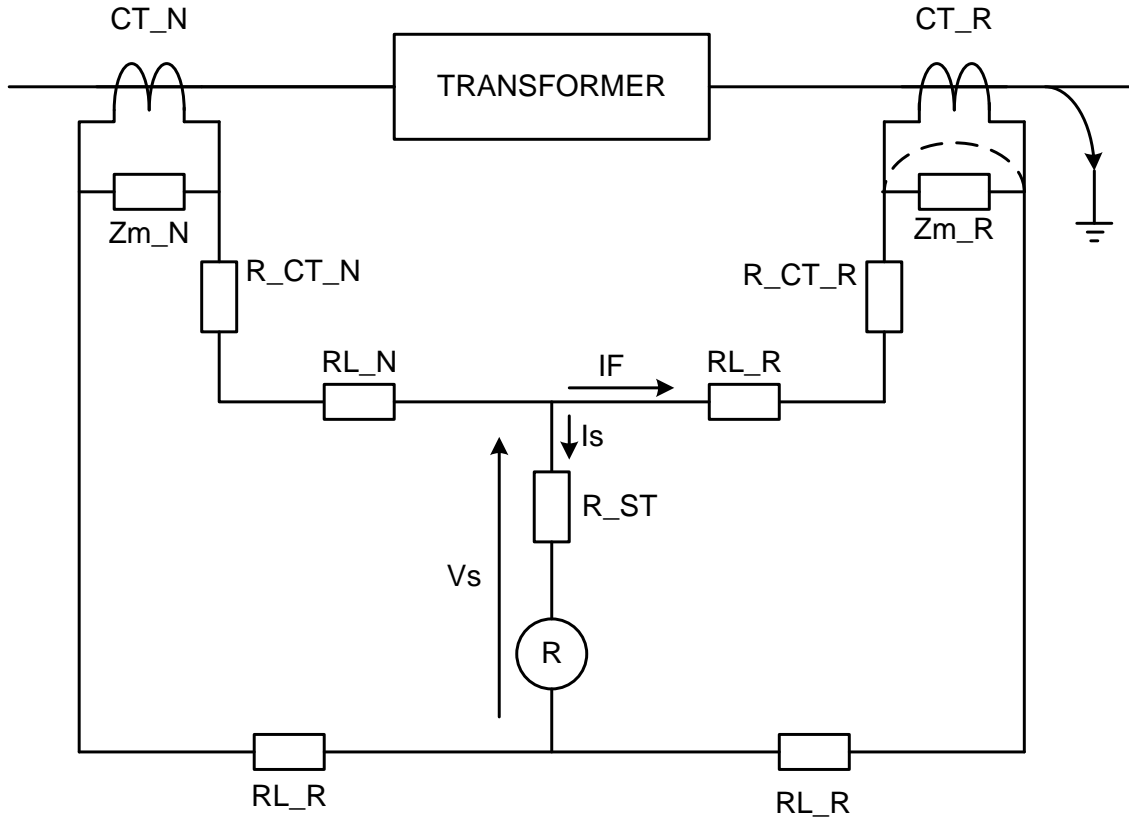 CT_N
CT_R
TRANSFORMER
Zm_N
Zm_R
R_CT_N
R_CT_R
RL_N
IF
RL_R
Is
R_ST
Vs
R
RL_R
RL_R